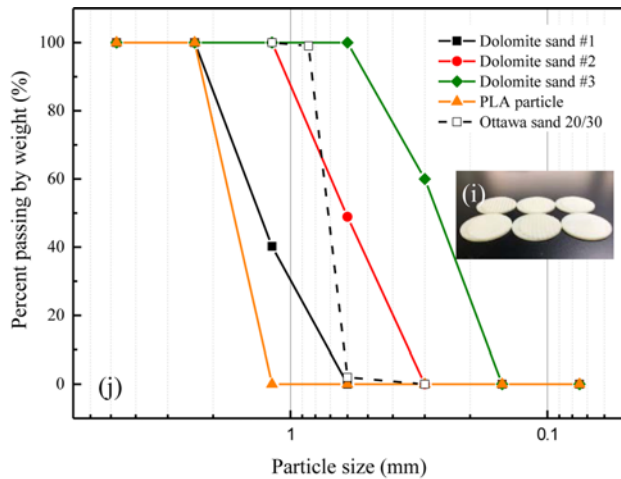 100
80
60
40
20
0
Percent passing by weight (%)
Dolomite sand #1
Dolomite sand #2
Dolomite sand #3
PLA particle
Ottawa sand 20/30
(i)
(j)
1
0.1
Particle size (mm)